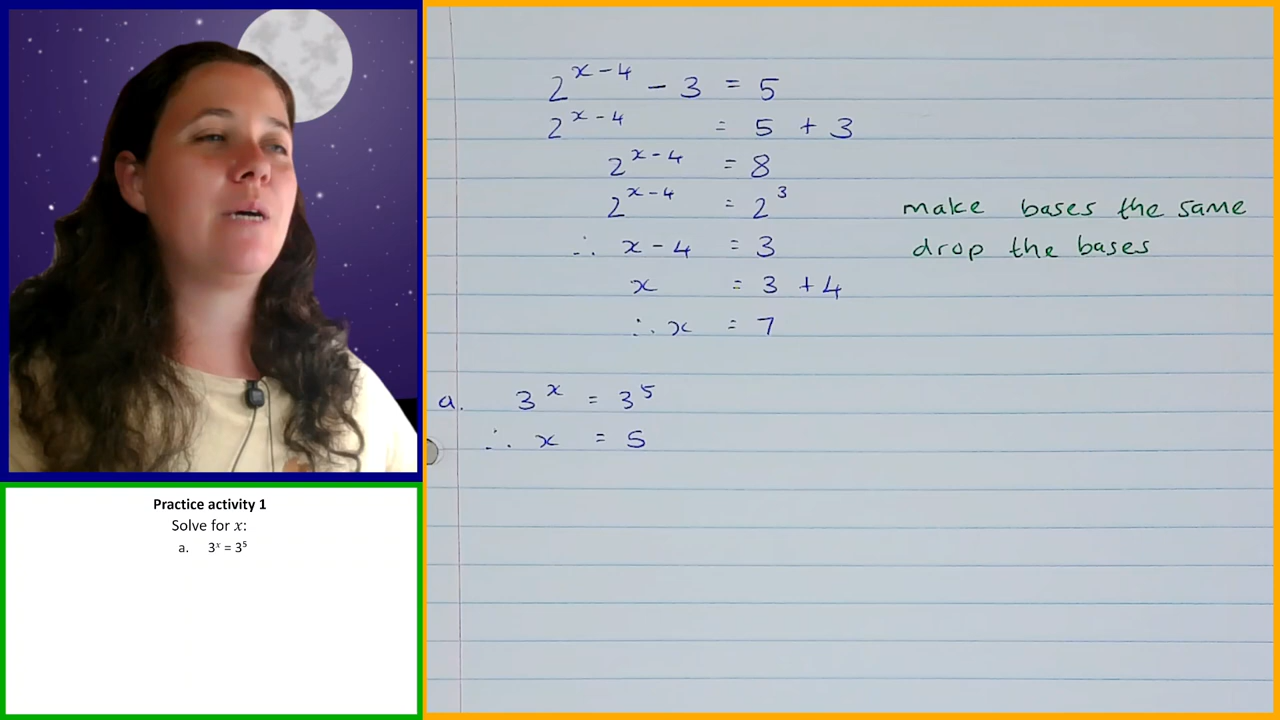 2^{x-4} - 3 = 5
2^{x-4} = 5 + 3
2^{x-4} = 8
2^{x-4} = 2^3 make bases the same
∴ x - 4 = 3 drop the bases
x = 3 + 4
∴ x = 7
a. 3^x = 3^5
∴ x = 5
Practice activity 1
Solve for x:
a. 3^x = 3^5